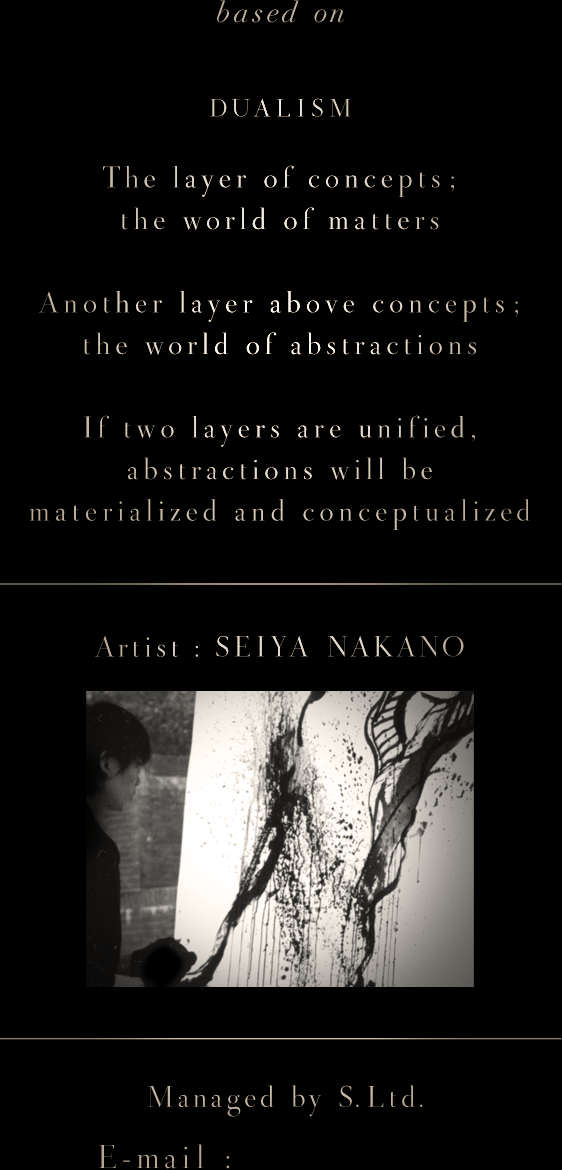 based on
DUALISM
The layer of concepts;
the world of matters
Another layer above concepts;
the world of abstractions
If two layers are unified,
abstractions will be
materialized and conceptualized
Artist : SEIYA NAKANO
Managed by S.Ltd.
E-mail :